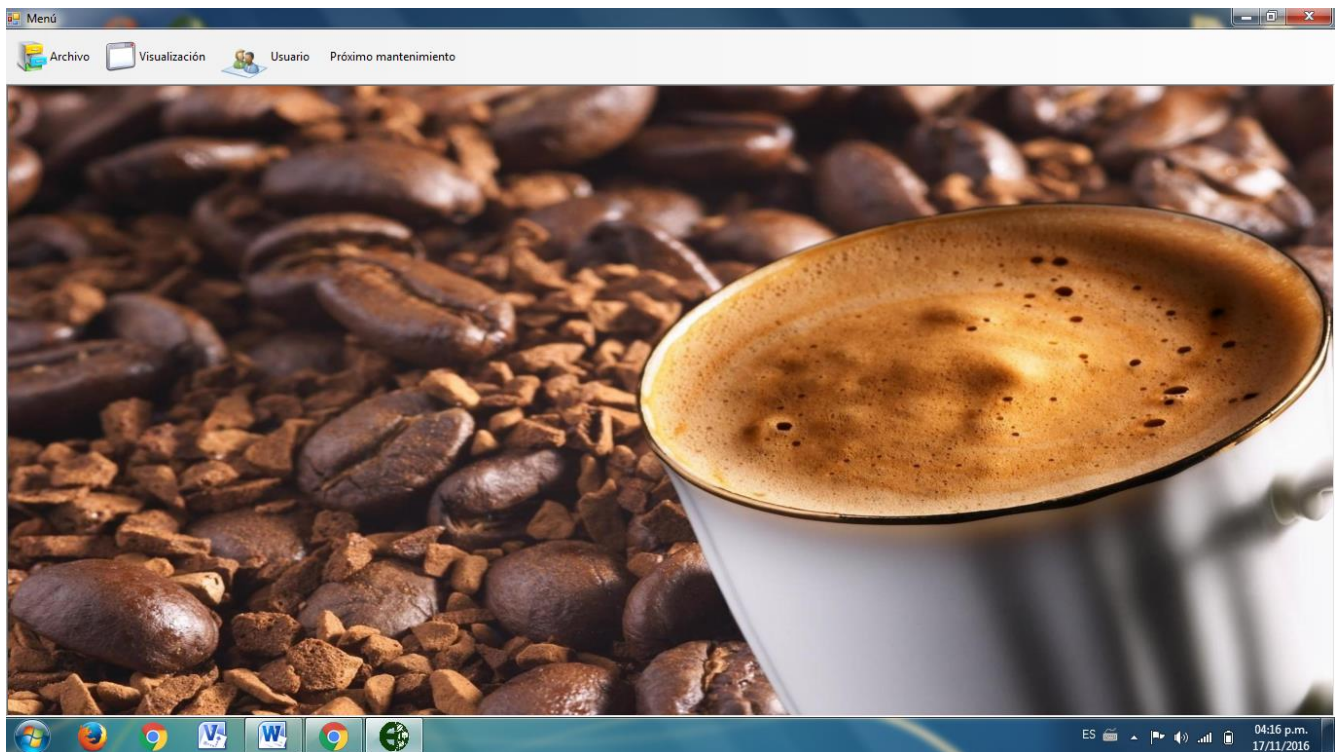 Menú
Archivo Visualización Usuario Próximo mantenimiento
V
W
ES
04:16 p.m.
17/11/2016